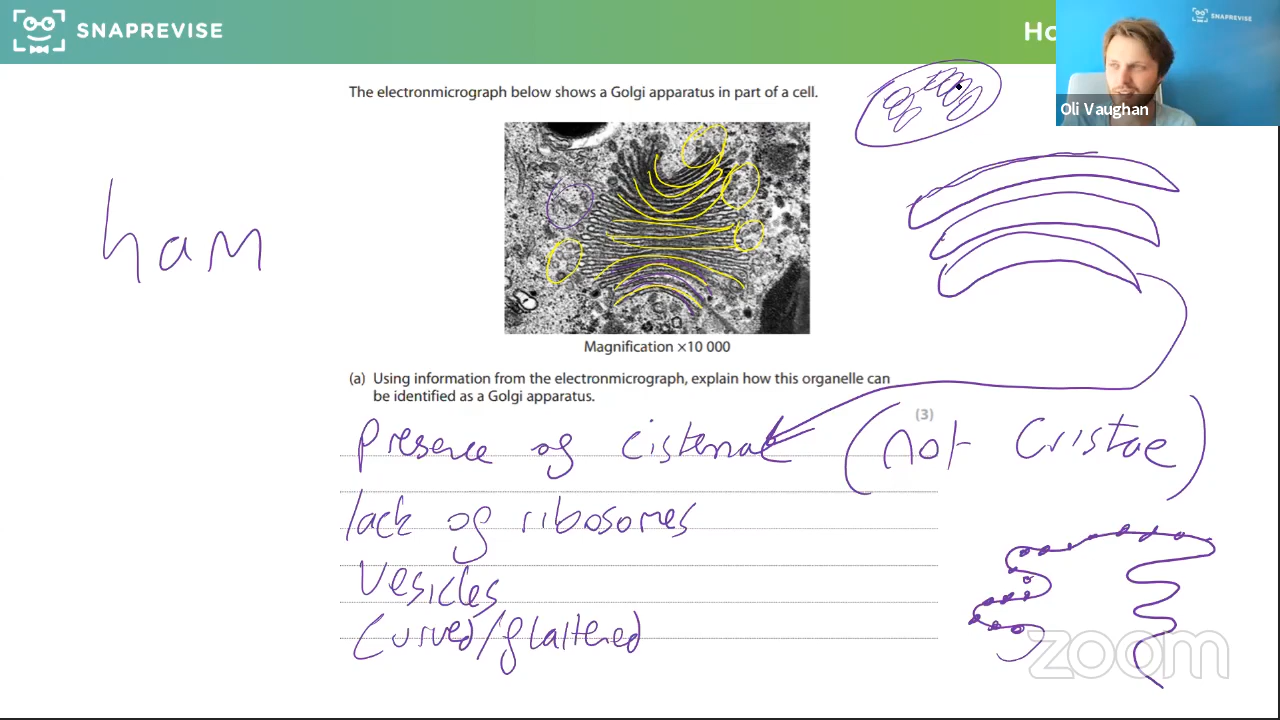 SNAPREVISE
Ho
SNAPREVISE
Oli Vaughan
The electronmicrograph below shows a Golgi apparatus in part of a cell.
ham
Magnification ×10 000
(a) Using information from the electronmicrograph, explain how this organelle can
be identified as a Golgi apparatus.
(3)
Presence of cisternae (not cristae)
lack of ribosomes
Vesicles
Curved/flattened
zoom